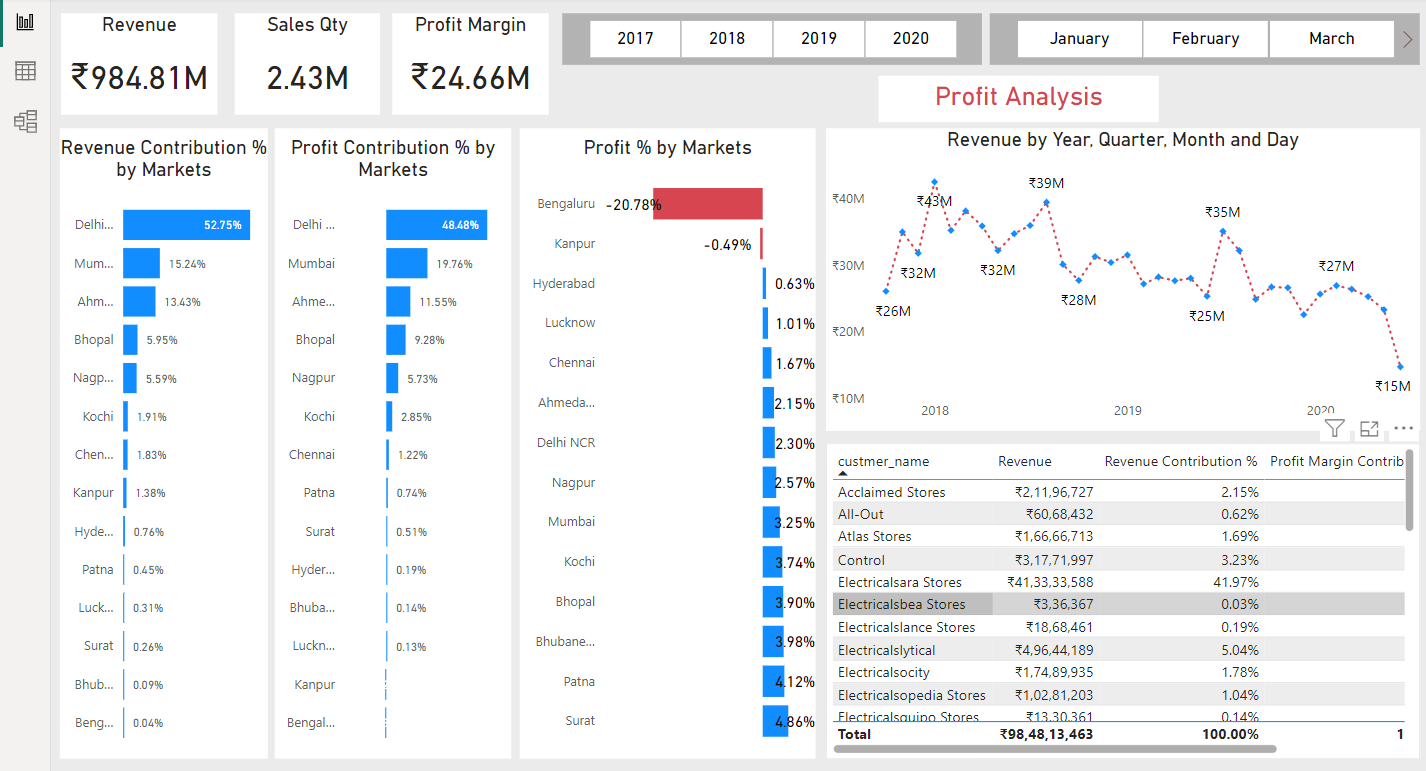 Revenue
₹984.81M
Sales Qty
2.43M
Profit Margin
₹24.66M
2017 2018 2019 2020
January February March
Profit Analysis
Revenue Contribution %
by Markets
Delhi... 52.75%
Mum... 15.24%
Ahm... 13.43%
Bhopal 5.95%
Nagp... 5.59%
Kochi 1.91%
Chen... 1.83%
Kanpur 1.38%
Hyde... 0.76%
Patna 0.45%
Luck... 0.31%
Surat 0.26%
Bhub... 0.09%
Beng... 0.04%
Profit Contribution % by
Markets
Delhi ... 48.48%
Mumbai 19.76%
Ahme... 11.55%
Bhopal 9.28%
Nagpur 5.73%
Kochi 2.85%
Chennai 1.22%
Patna 0.74%
Surat 0.51%
Hyder... 0.19%
Bhuba... 0.14%
Luckn... 0.13%
Kanpur
Bengal...
Profit % by Markets
Bengaluru -20.78%
Kanpur -0.49%
Hyderabad 0.63%
Lucknow 1.01%
Chennai 1.67%
Ahmeda... 2.15%
Delhi NCR 2.30%
Nagpur 2.57%
Mumbai 3.25%
Kochi 3.74%
Bhopal 3.90%
Bhubane... 3.98%
Patna 4.12%
Surat 4.86%
Revenue by Year, Quarter, Month and Day
₹40M
₹30M
₹20M
₹10M
₹26M
₹32M
₹43M
₹32M
₹39M
₹28M
₹25M
₹35M
₹27M
₹15M
2018 2019 2020
custmer_name Revenue Revenue Contribution % Profit Margin Contrib
Acclaimed Stores ₹2,11,96,727 2.15%
All-Out ₹60,68,432 0.62%
Atlas Stores ₹1,66,66,713 1.69%
Control ₹3,17,71,997 3.23%
Electricalsara Stores ₹41,33,33,588 41.97%
Electricalsbea Stores ₹3,36,367 0.03%
Electricalslance Stores ₹18,68,461 0.19%
Electricalslytical ₹4,96,44,189 5.04%
Electricalsocity ₹1,74,89,935 1.78%
Electricalsopedia Stores ₹1,02,81,203 1.04%
Electricalsquipo Stores ₹13,30,361 0.14%
Total ₹98,48,13,463 100.00% 1